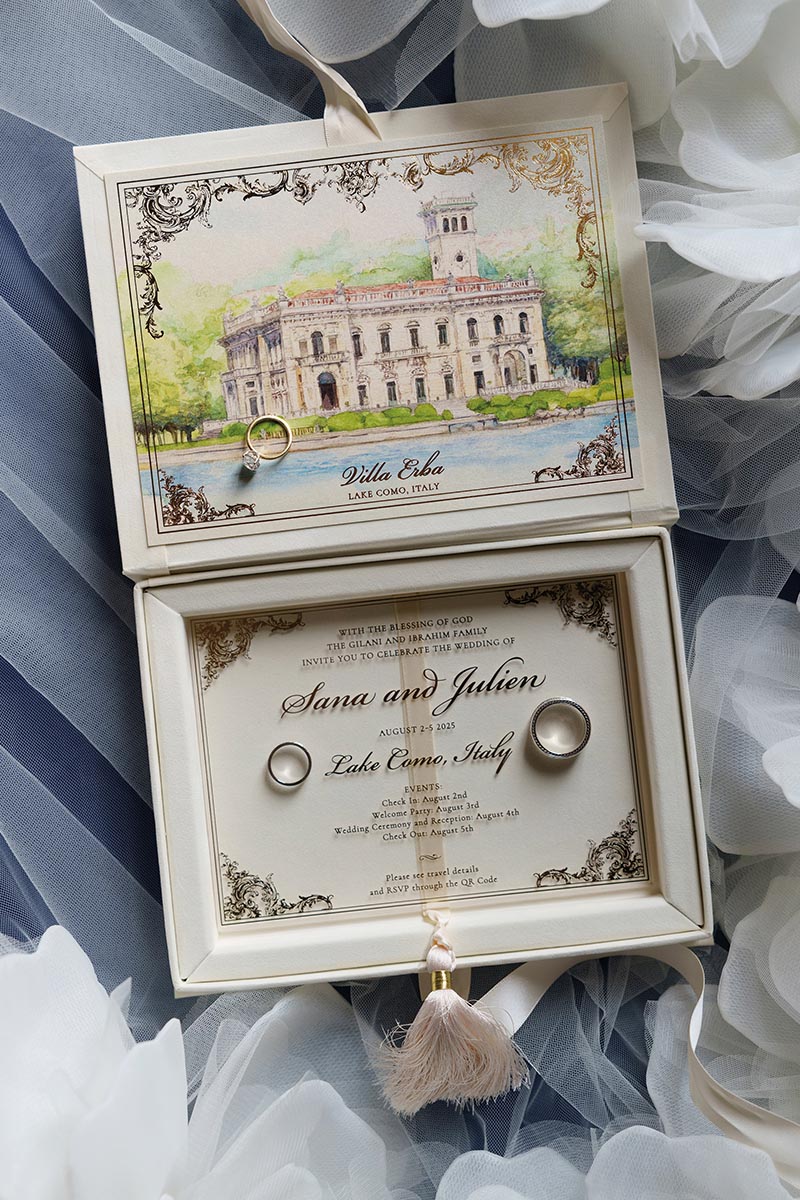 Villa Erba
LAKE COMO, ITALY
WITH THE BLESSING OF GOD
THE GILANI AND IBRAHIM FAMILY
INVITE YOU TO CELEBRATE THE WEDDING OF
Sana and Julien
AUGUST 2-5 2025
Lake Como, Italy
EVENTS:
Check In: August 2nd
Welcome Party: August 3rd
Wedding Ceremony and Reception: August 4th
Check Out: August 5th
Please see travel details
and RSVP through the QR Code